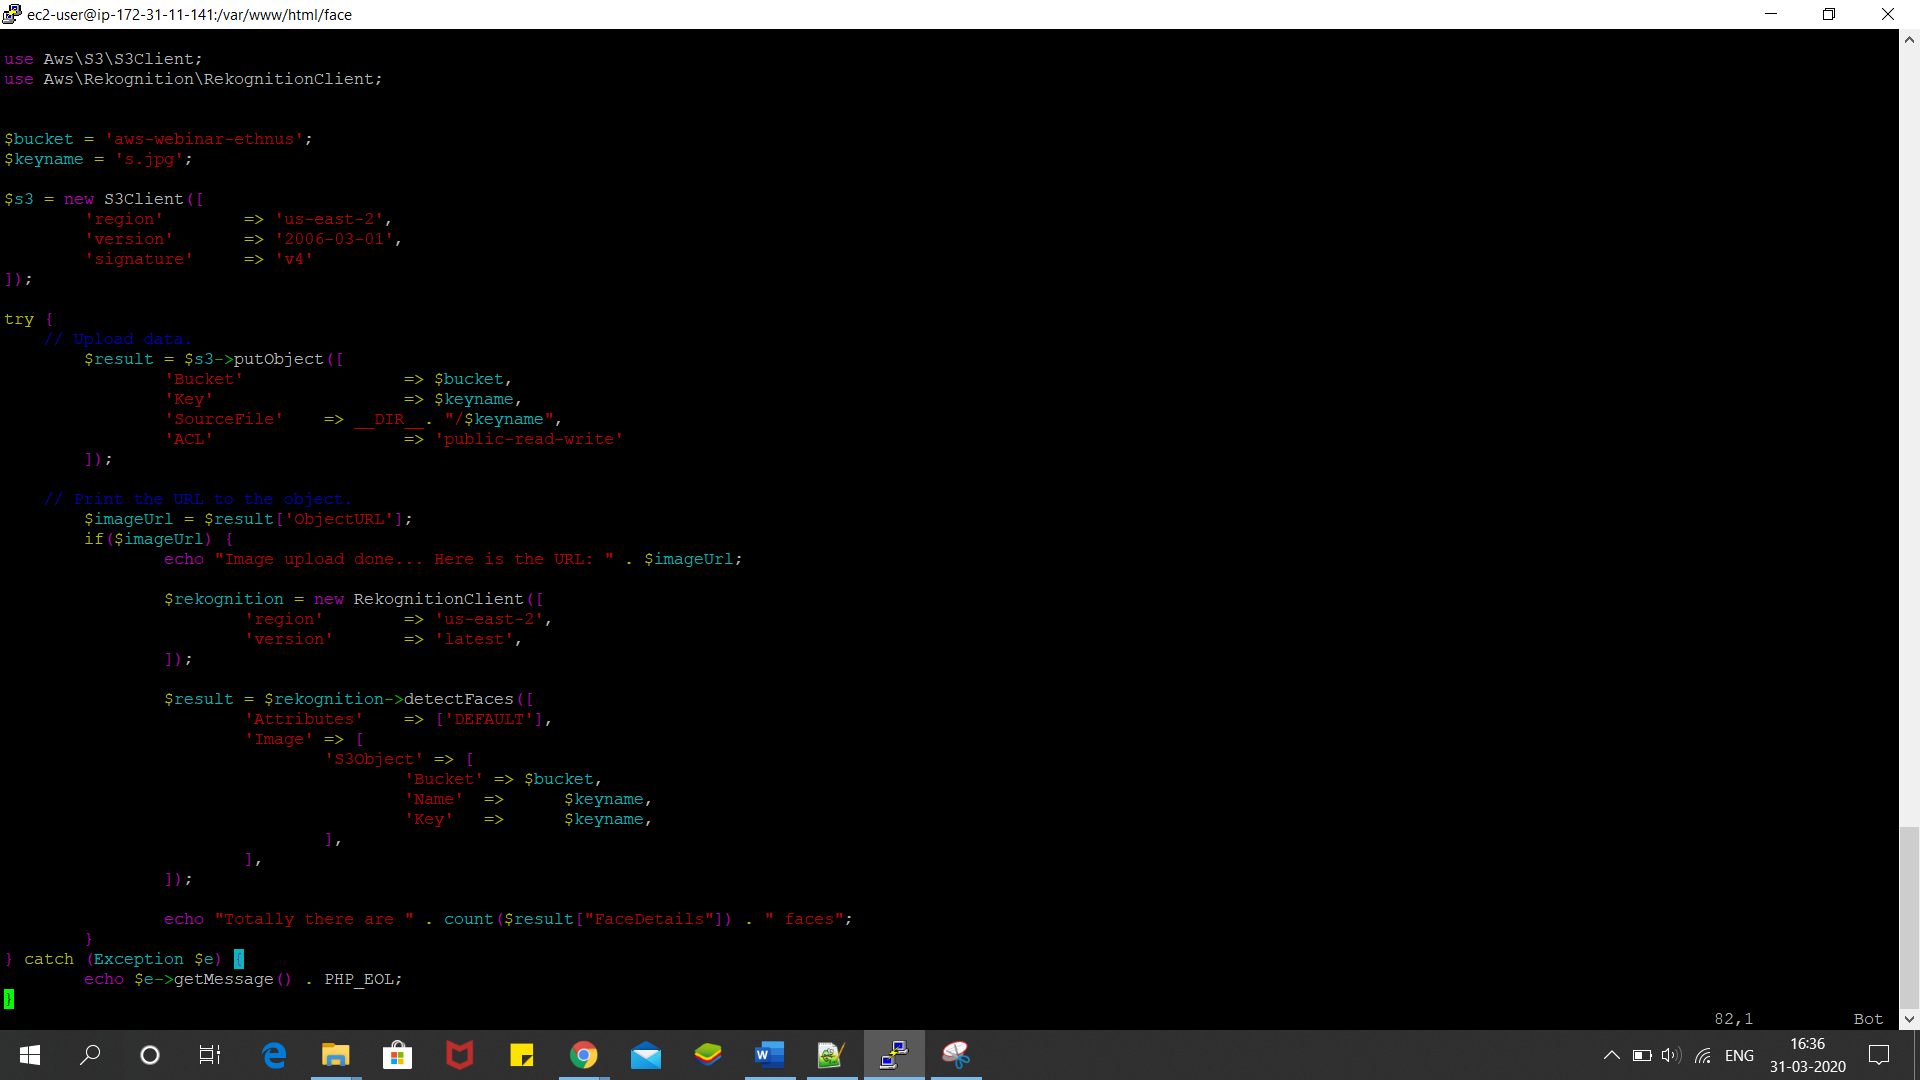 ec2-user@ip-172-31-11-141:/var/www/html/face
use Aws\S3\S3Client;
use Aws\Rekognition\RekognitionClient;
$bucket = 'aws-webinar-ethnus';
$keyname = 's.jpg';
$s3 = new S3Client([
'region' => 'us-east-2',
'version' => '2006-03-01',
'signature' => 'v4'
]);
try {
// Upload data.
$result = $s3->putObject([
'Bucket' => $bucket,
'Key' => $keyname,
'SourceFile' => __DIR__. "/$keyname",
'ACL' => 'public-read-write'
]);
// Print the URL to the object.
$imageUrl = $result['ObjectURL'];
if($imageUrl) {
echo "Image upload done... Here is the URL: " . $imageUrl;
$rekognition = new RekognitionClient([
'region' => 'us-east-2',
'version' => 'latest',
]);
$result = $rekognition->detectFaces([
'Attributes' => ['DEFAULT'],
'Image' => [
'S3Object' => [
'Bucket' => $bucket,
'Name' => $keyname,
'Key' => $keyname,
],
],
]);
echo "Totally there are " . count($result["FaceDetails"]) . " faces";
}
} catch (Exception $e) {
echo $e->getMessage() . PHP_EOL;
}
82,1 Bot
ENG
16:36
31-03-2020